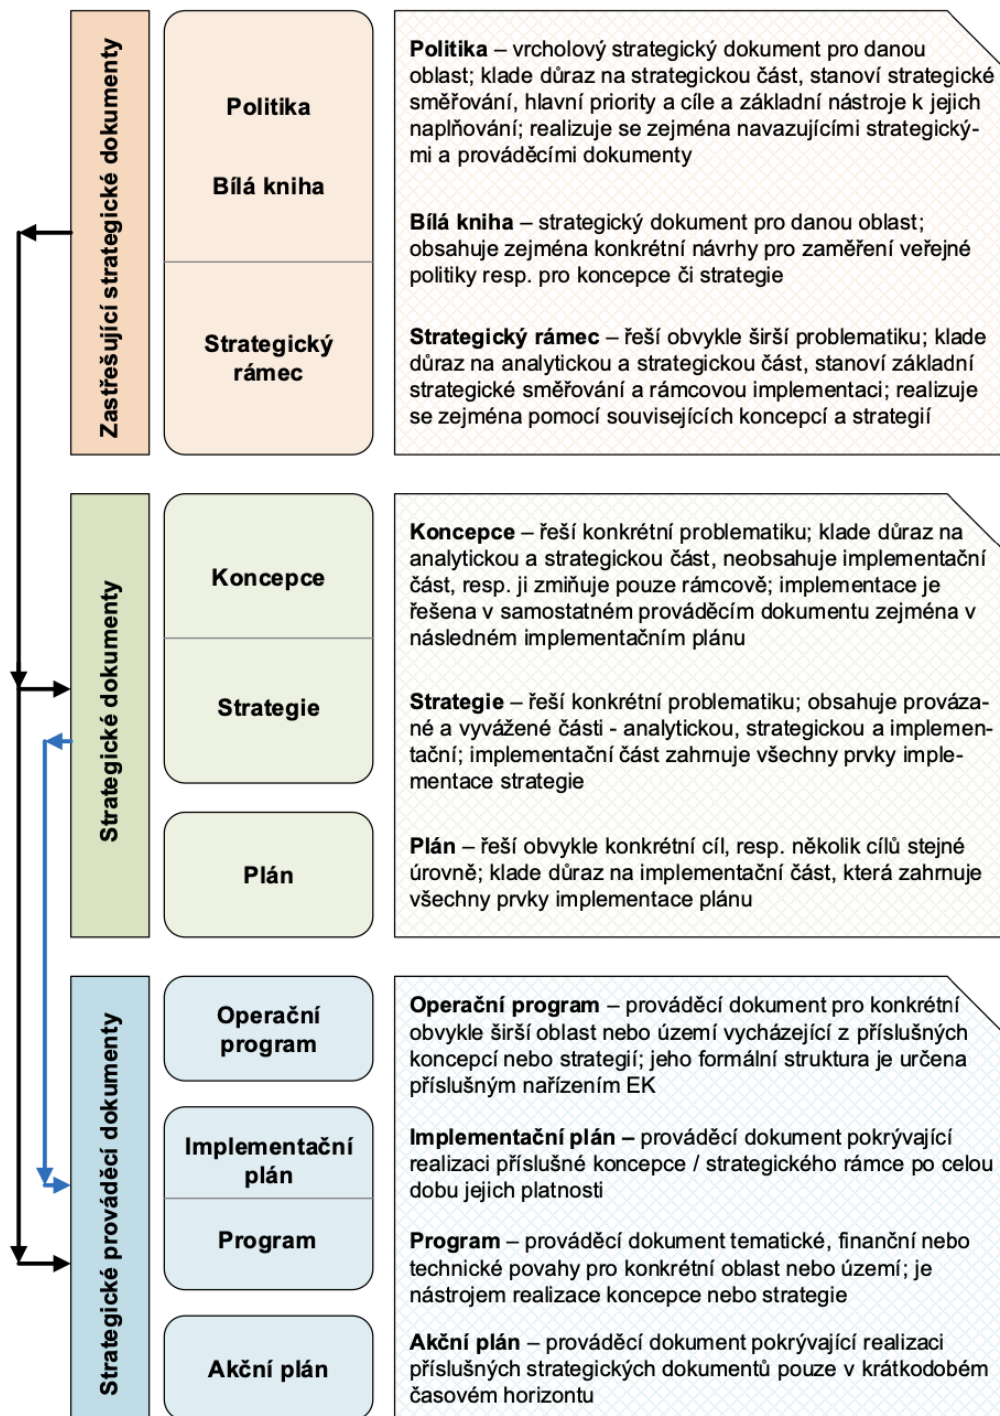 Zastřešující strategické dokumenty
Politika
Bílá kniha
Strategický
rámec
Politika – vrcholový strategický dokument pro danou
oblast; klade důraz na strategickou část, stanoví strategické
směřování, hlavní priority a cíle a základní nástroje k jejich
naplňování; realizuje se zejména navazujícími strategický-
mi a prováděcími dokumenty
Bílá kniha – strategický dokument pro danou oblast;
obsahuje zejména konkrétní návrhy pro zaměření veřejné
politiky resp. pro koncepce či strategie
Strategický rámec – řeší obvykle širší problematiku; klade
důraz na analytickou a strategickou část, stanoví základní
strategické směřování a rámcovou implementaci; realizuje
se zejména pomocí souvisejících koncepcí a strategií
Strategické dokumenty
Koncepce
Strategie
Plán
Koncepce – řeší konkrétní problematiku; klade důraz na
analytickou a strategickou část, neobsahuje implementační
část, resp. ji zmiňuje pouze rámcově; implementace je
řešena v samostatném prováděcím dokumentu zejména v
následném implementačním plánu
Strategie – řeší konkrétní problematiku; obsahuje prováza-
né a vyvážené části - analytickou, strategickou a implemen-
tační; implementační část zahrnuje všechny prvky imple-
mentace strategie
Plán – řeší obvykle konkrétní cíl, resp. několik cílů stejné
úrovně; klade důraz na implementační část, která zahrnuje
všechny prvky implementace plánu
Strategické prováděcí dokumenty
Operační
program
Implementační
plán
Program
Akční plán
Operační program – prováděcí dokument pro konkrétní
obvykle širší oblast nebo území vycházející z příslušných
koncepcí nebo strategií; jeho formální struktura je určena
příslušným nařízením EK
Implementační plán – prováděcí dokument pokrývající
realizaci příslušné koncepce / strategického rámce po celou
dobu jejich platnosti
Program – prováděcí dokument tematické, finanční nebo
technické povahy pro konkrétní oblast nebo území; je
nástrojem realizace koncepce nebo strategie
Akční plán – prováděcí dokument pokrývající realizaci
příslušných strategických dokumentů pouze v krátkodobém
časovém horizontu